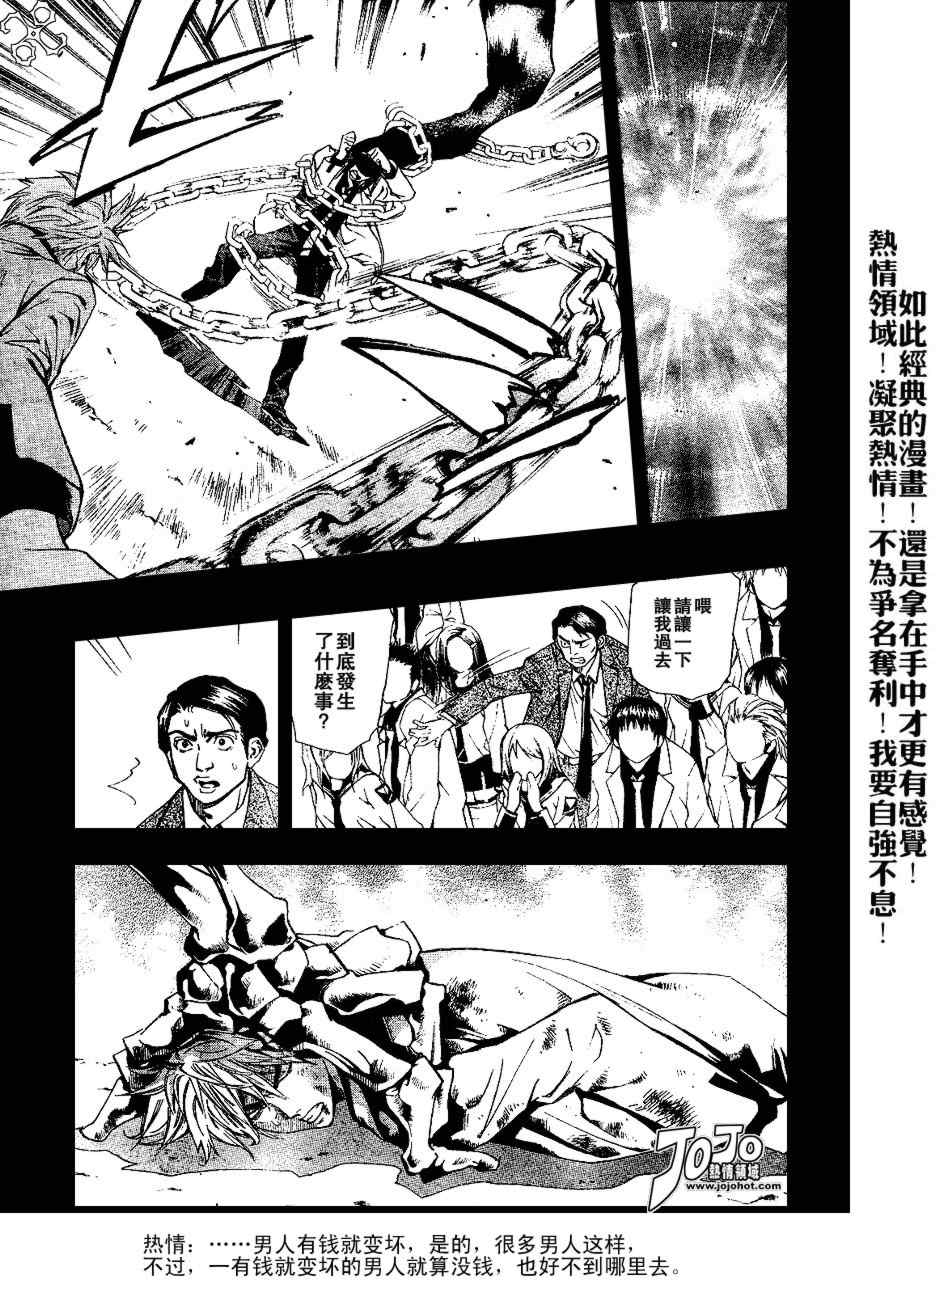 喂
請讓一下
讓我過去
到底發生
了什麽事？
如此經典的漫畫！還是拿在手中才更有感覺！
熱情領域！凝聚熱情！不為爭名奪利！我要自強不息！
JOJO
熱情領域
www.jojohot.com
热情：……男人有钱就变坏，是的，很多男人这样，
不过，一有钱就变坏的男人就算没钱，也好不到哪里去。